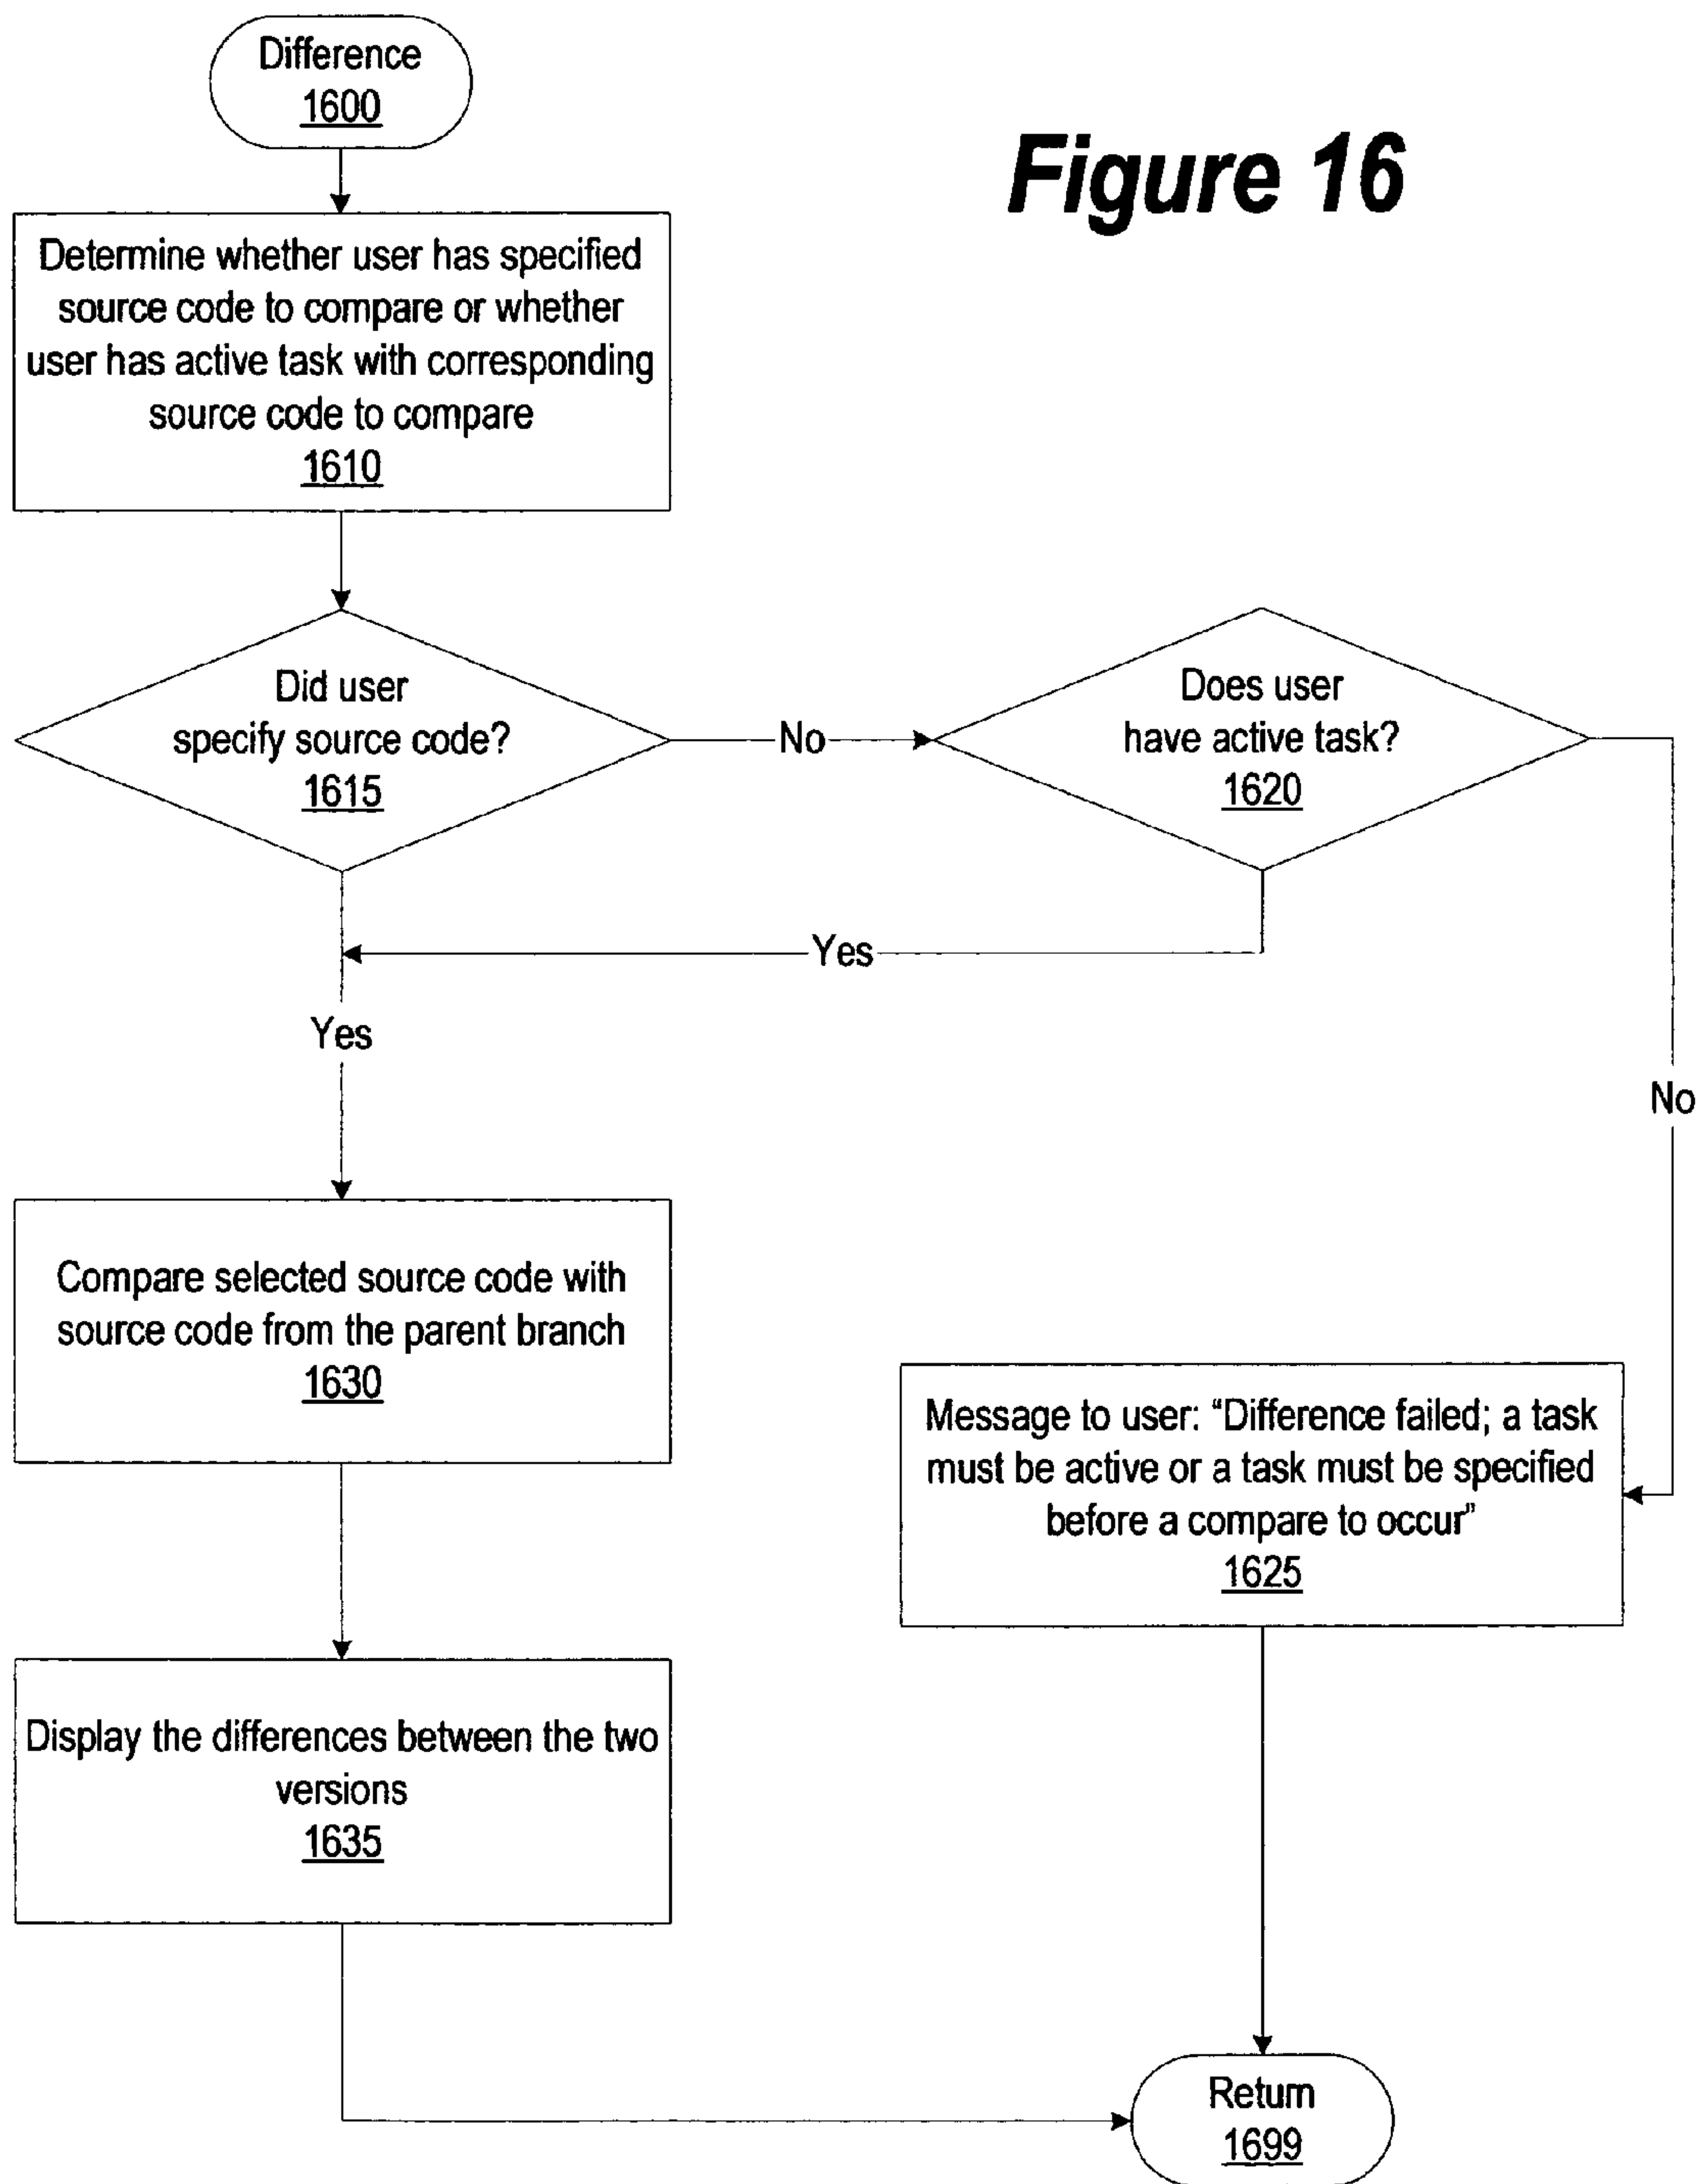 Difference
1600
Figure 16
Determine whether user has specified
source code to compare or whether
user has active task with corresponding
source code to compare
1610
Did user
specify source code?
1615
No
Does user
have active task?
1620
Yes
Yes
No
Compare selected source code with
source code from the parent branch
1630
Message to user: “Difference failed; a task
must be active or a task must be specified
before a compare to occur”
1625
Display the differences between the two
versions
1635
Return
1699